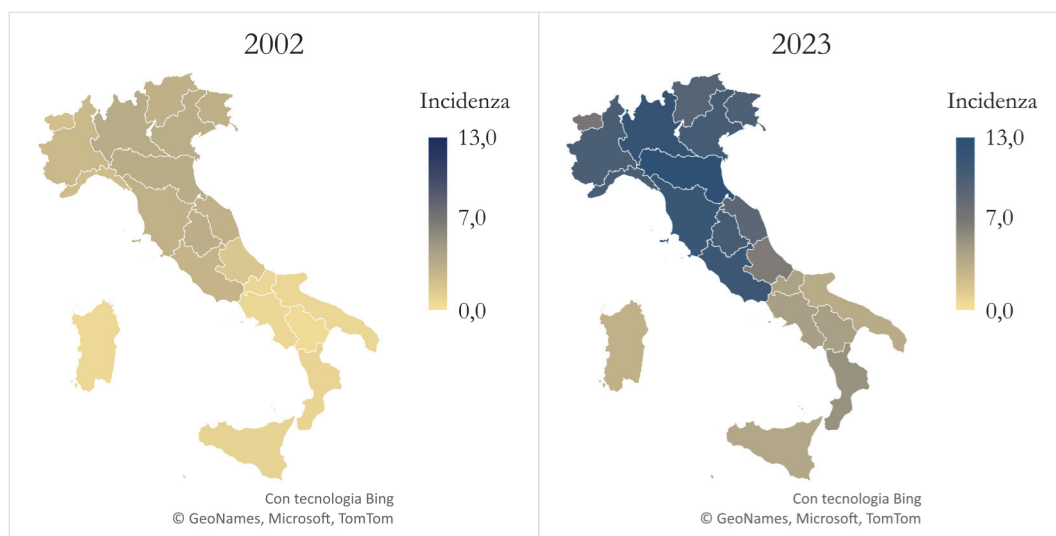 2002
Incidenza
13,0
7,0
0,0
Con tecnologia Bing
© GeoNames, Microsoft, TomTom
2023
Incidenza
13,0
7,0
0,0
Con tecnologia Bing
© GeoNames, Microsoft, TomTom